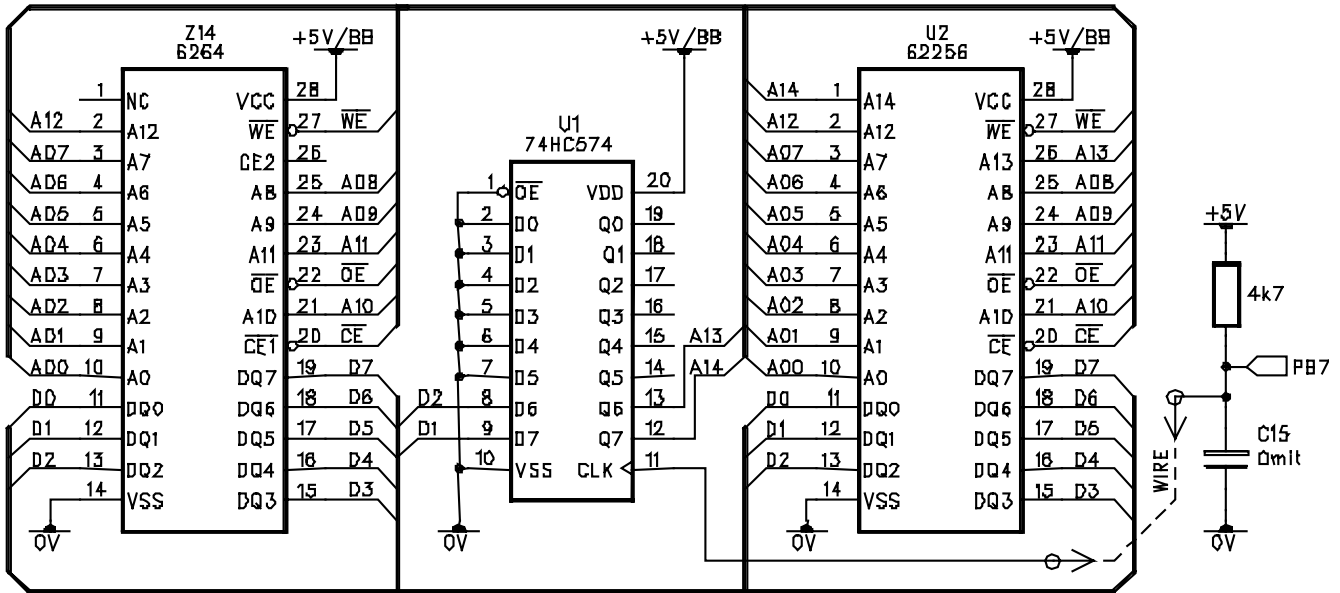 Z14
6264
+5V/BB
1 NC VCC 28
A12 2 A12 WE 27 WE
A07 3 A7 CE2 26
A06 4 A6 A8 25 A08
A05 5 A5 A9 24 A09
A04 6 A4 A11 23 A11
A03 7 A3 OE 22 OE
A02 8 A2 A10 21 A10
A01 9 A1 CE1 20 CE
A00 10 A0 DQ7 19 D7
D0 11 DQ0 DQ6 18 D6
D1 12 DQ1 DQ5 17 D5
D2 13 DQ2 DQ4 16 D4
14 VSS DQ3 15 D3
0V
U1
74HC574
+5V/BB
1 OE VDD 20
2 D0 Q0 19
3 D1 Q1 18
4 D2 Q2 17
5 D3 Q3 16
6 D4 Q4 15 A13
7 D5 Q5 14 A14
D2 8 D6 Q6 13
D1 9 D7 Q7 12
10 VSS CLK 11
0V
U2
62256
+5V/BB
A14 1 A14 VCC 28
A12 2 A12 WE 27 WE
A07 3 A7 A13 26 A13
A06 4 A6 A8 25 A08
A05 5 A5 A9 24 A09
A04 6 A4 A11 23 A11
A03 7 A3 OE 22 OE
A02 8 A2 A10 21 A10
A01 9 A1 CE 20 CE
A00 10 A0 DQ7 19 D7
D0 11 DQ0 DQ6 18 D6
D1 12 DQ1 DQ5 17 D5
D2 13 DQ2 DQ4 16 D4
14 VSS DQ3 15 D3
0V
WIRE
+5V
4k7
PB7
C15
Omit
0V